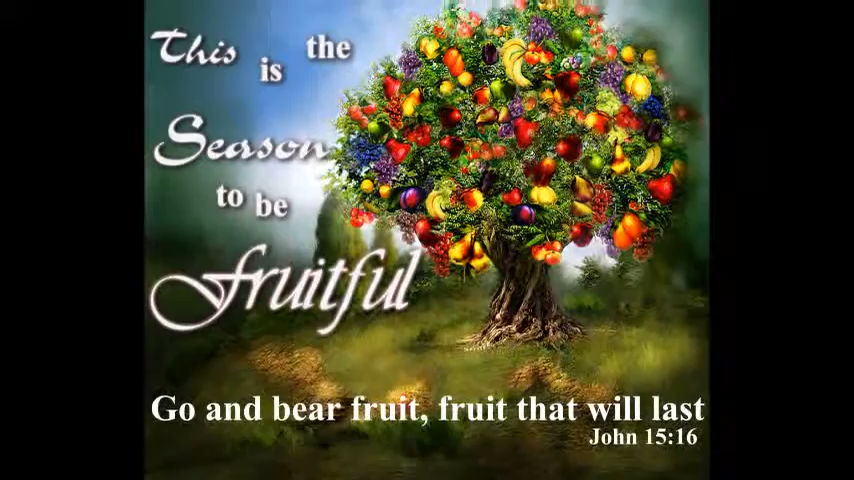 This is the
Season
to be
fruitful
Go and bear fruit, fruit that will last
John 15:16